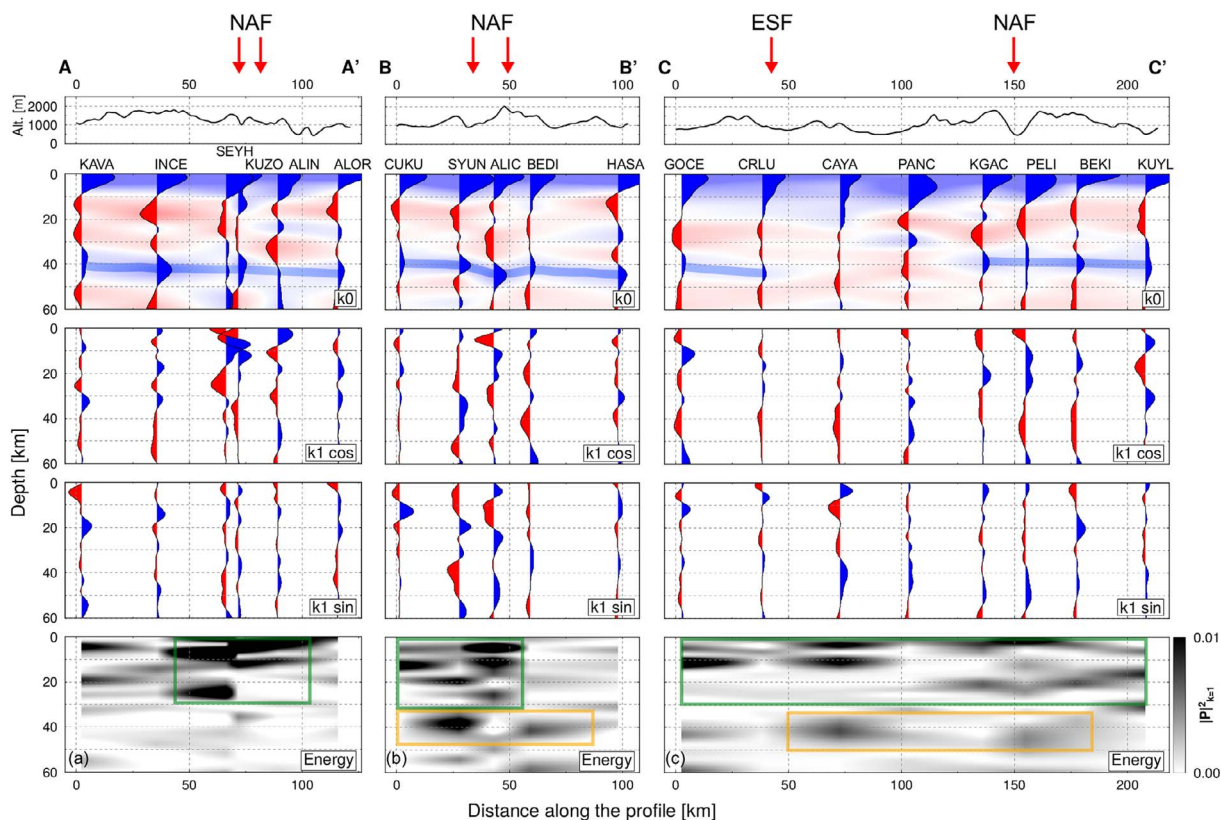 NAF NAF ESF NAF
A A' B B' C C'
0 50 100 0 50 100 0 50 100 150 200
Alt. [m]
2000
1000
0
SEYH
KAVA INCE KUZO ALIN ALOR CUKU SYUN ALIC BEDI HASA GOCE CRLU CAYA PANC KGAC PELI BEKI KUYL
0
20
40
60
k0 k0 k0
0
20
40
60
k1 cos k1 cos k1 cos
Depth [km]
0
20
40
60
k1 sin k1 sin k1 sin
0
20
40
60
(a) Energy (b) Energy (c) Energy
0.01
|P|²k=1
0.00
0 50 100 0 50 100 0 50 100 150 200
Distance along the profile [km]